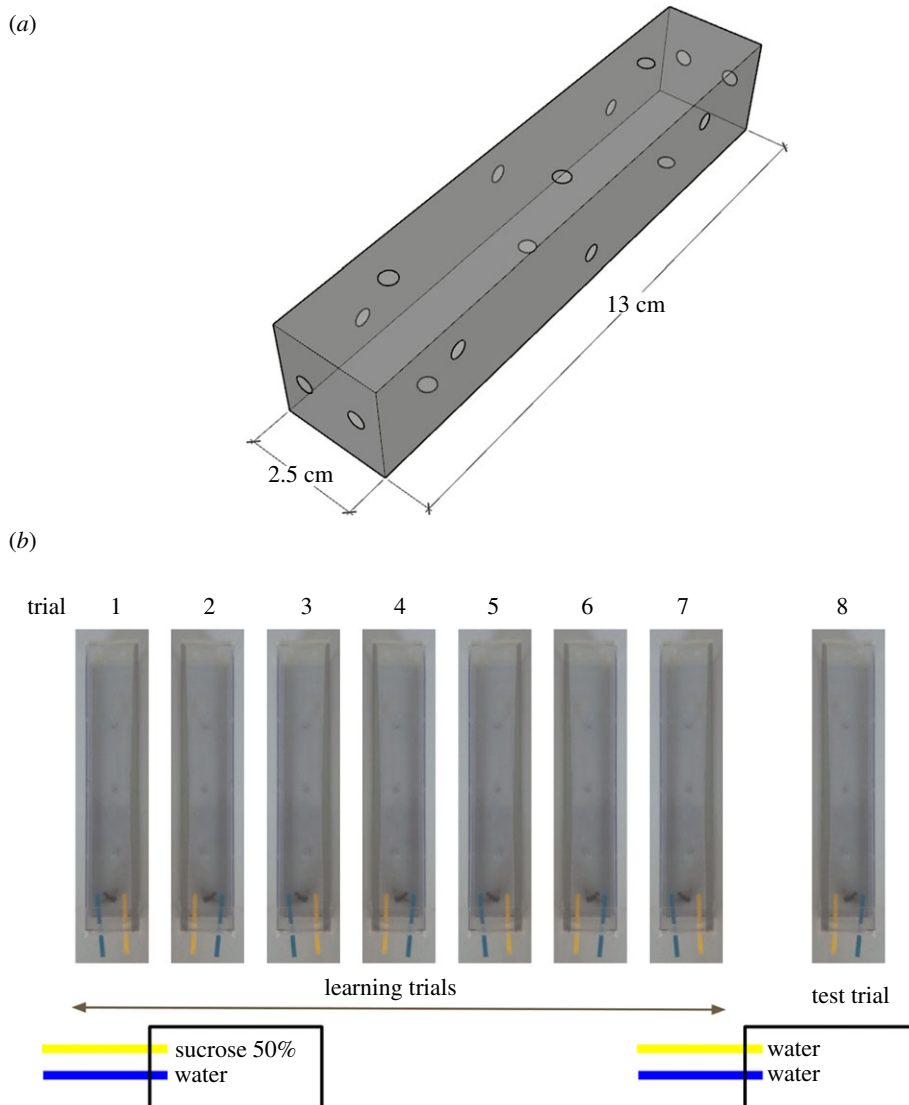 (a)
13 cm
2.5 cm
(b)
trial 1 2 3 4 5 6 7 8
learning trials
test trial
sucrose 50%
water
water
water